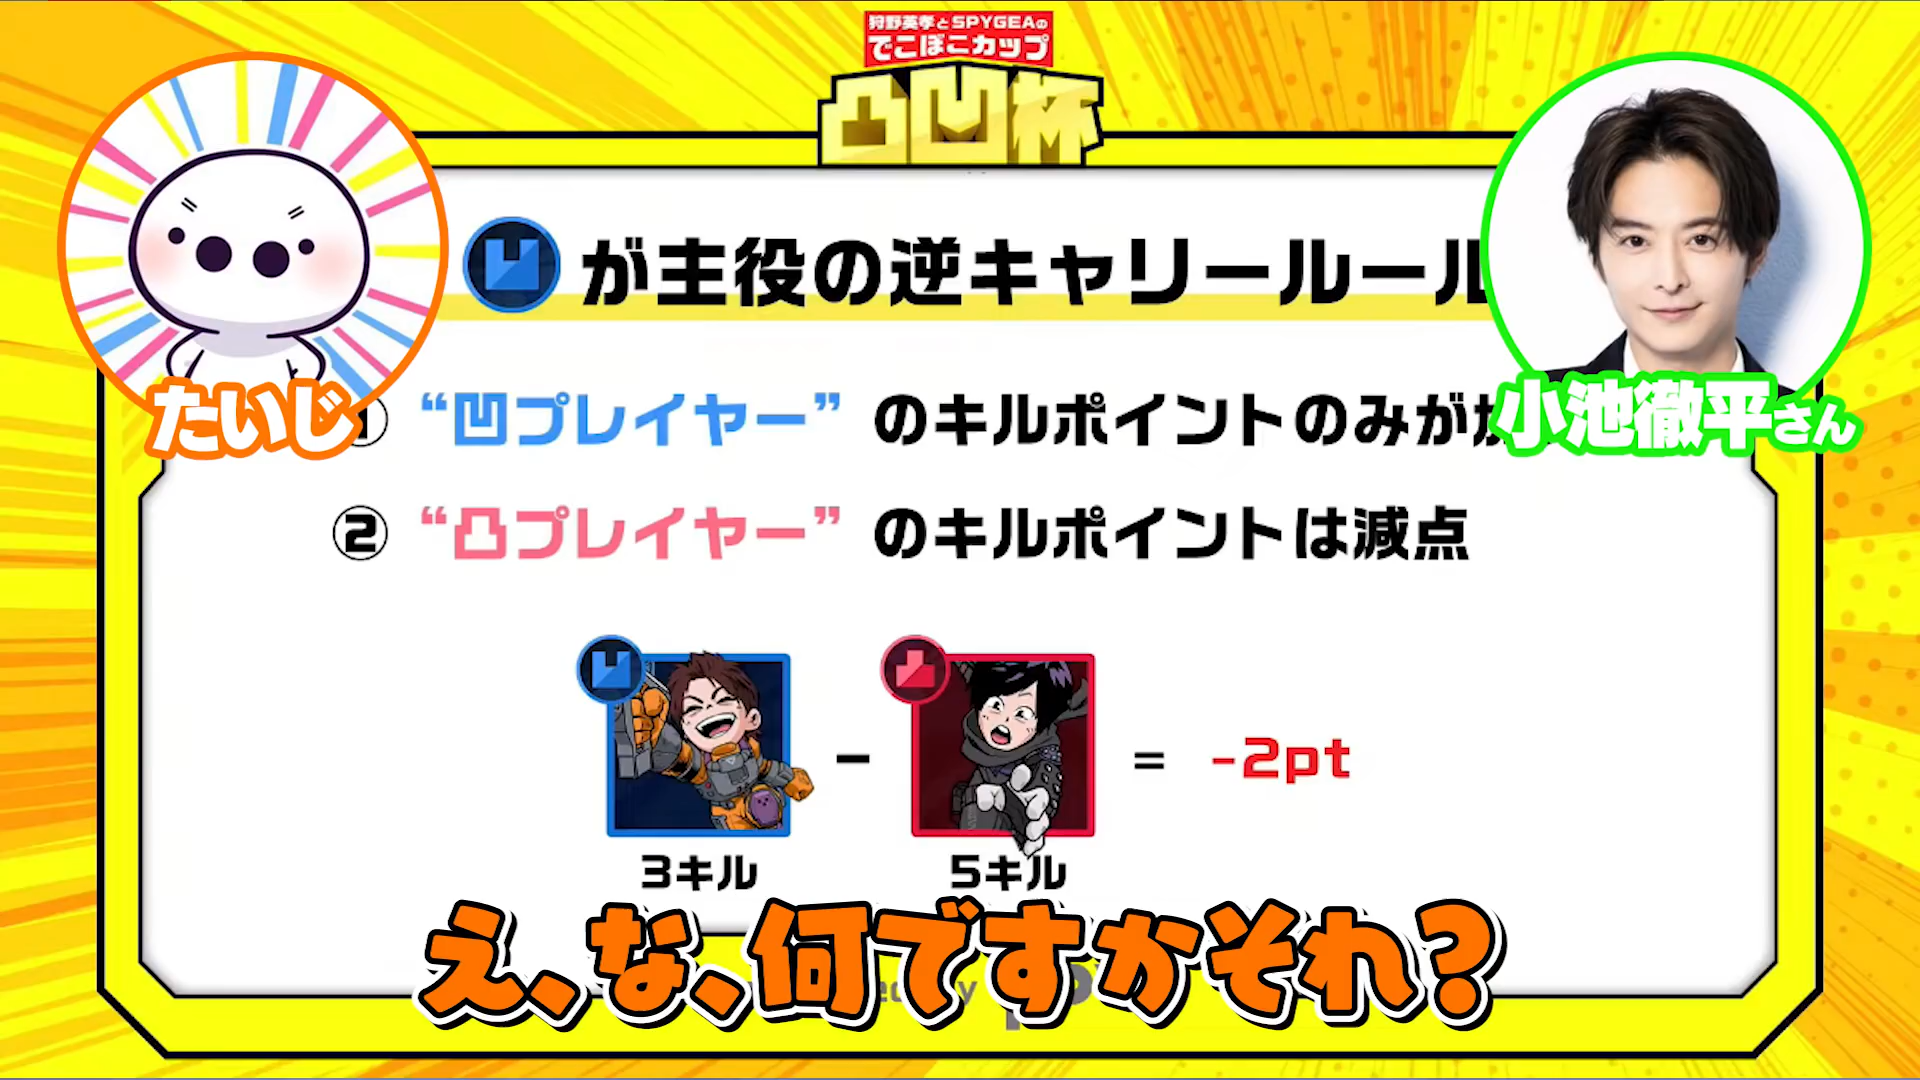 狩野英孝とSPYGEAの
でこぼこカップ
凸凹杯
凹が主役の逆キャリールール
① “凹プレイヤー” のキルポイントのみが
② “凸プレイヤー” のキルポイントは減点
たいじ
小池徹平さん
- = -2pt
3キル 5キル
え、な、何ですかそれ?